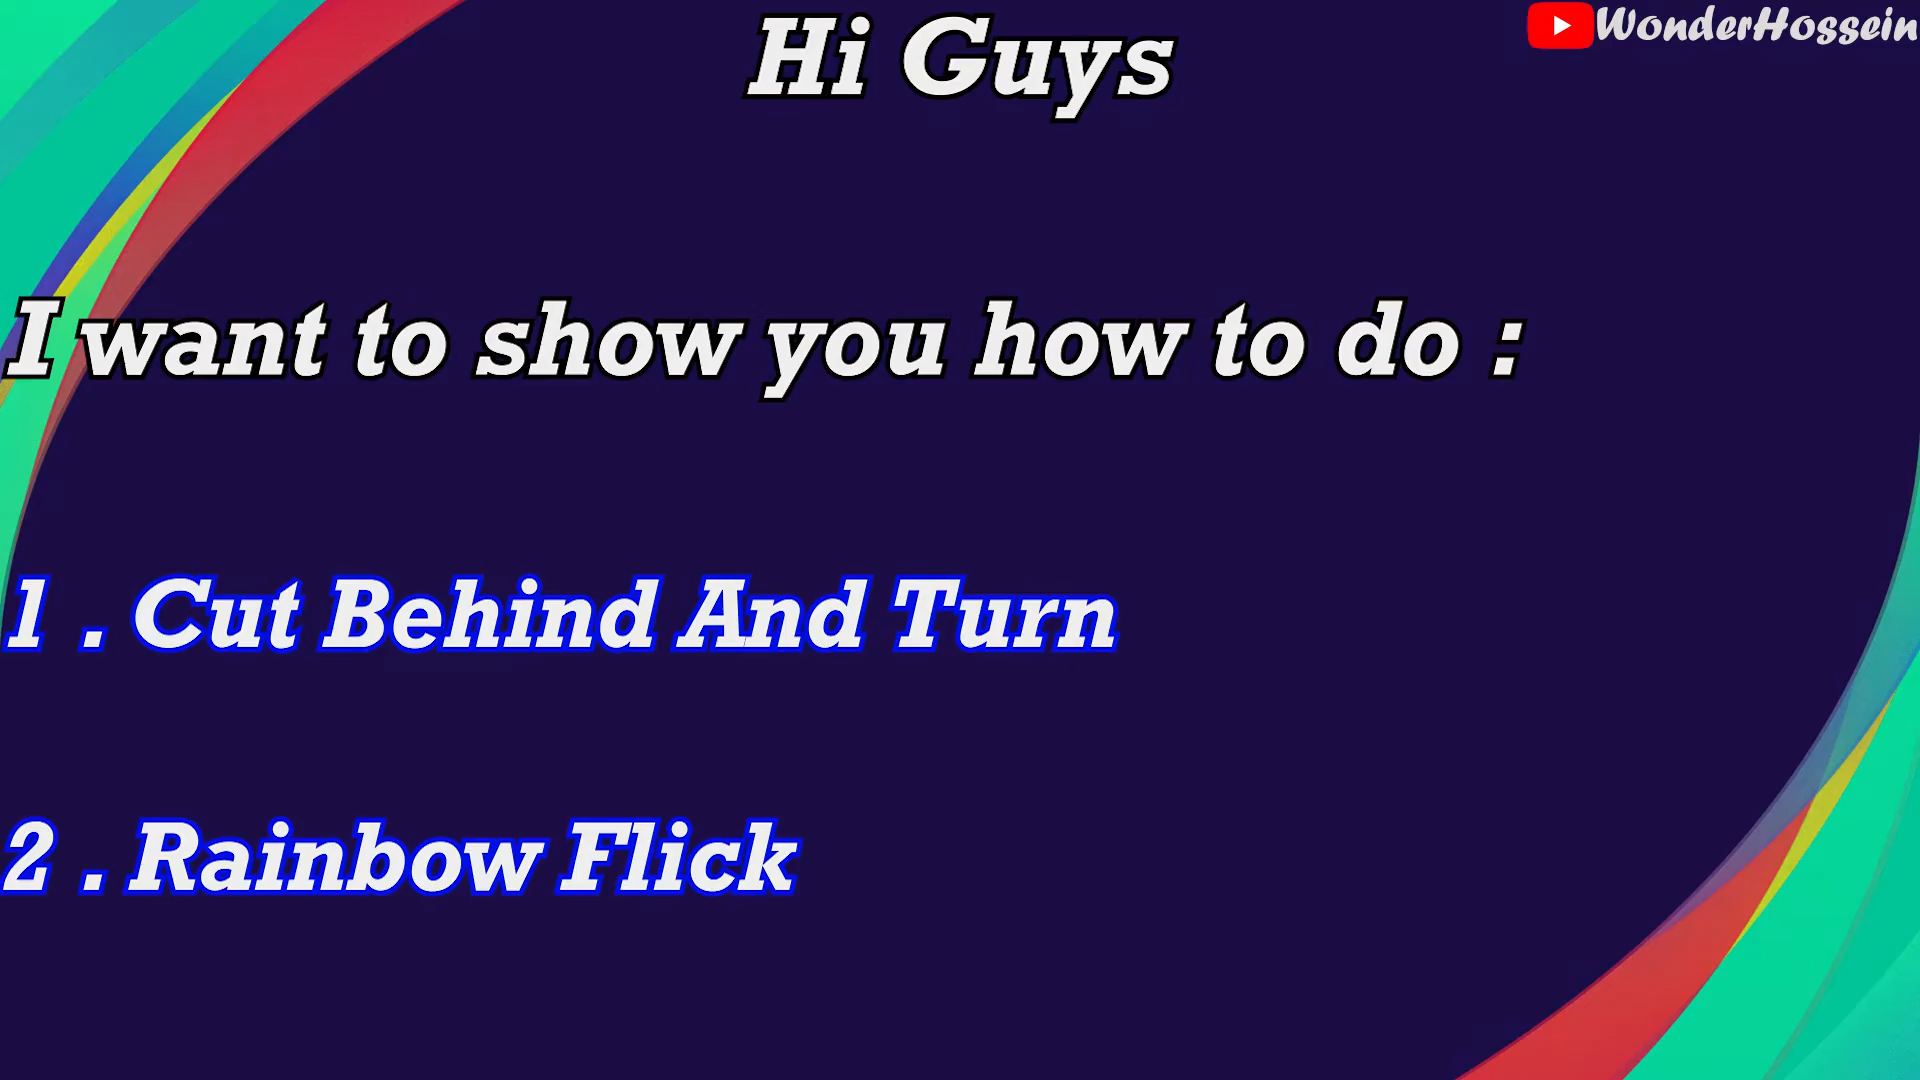 Hi Guys
WonderHossein
I want to show you how to do :
1 . Cut Behind And Turn
2 . Rainbow Flick